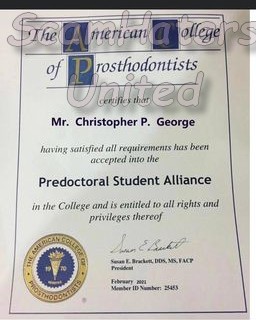 ScamHaters
United
The American College
of Prosthodontists
certifies that
Mr. Christopher P. George
having satisfied all requirements has been
accepted into the
Predoctoral Student Alliance
in the College and is entitled to all rights and
privileges thereof
Susan E. Brackett
Susan E. Brackett, DDS, MS, FACP
President
February 2021
Member ID Number: 25453
THE AMERICAN COLLEGE OF
PROSTHODONTISTS
1970